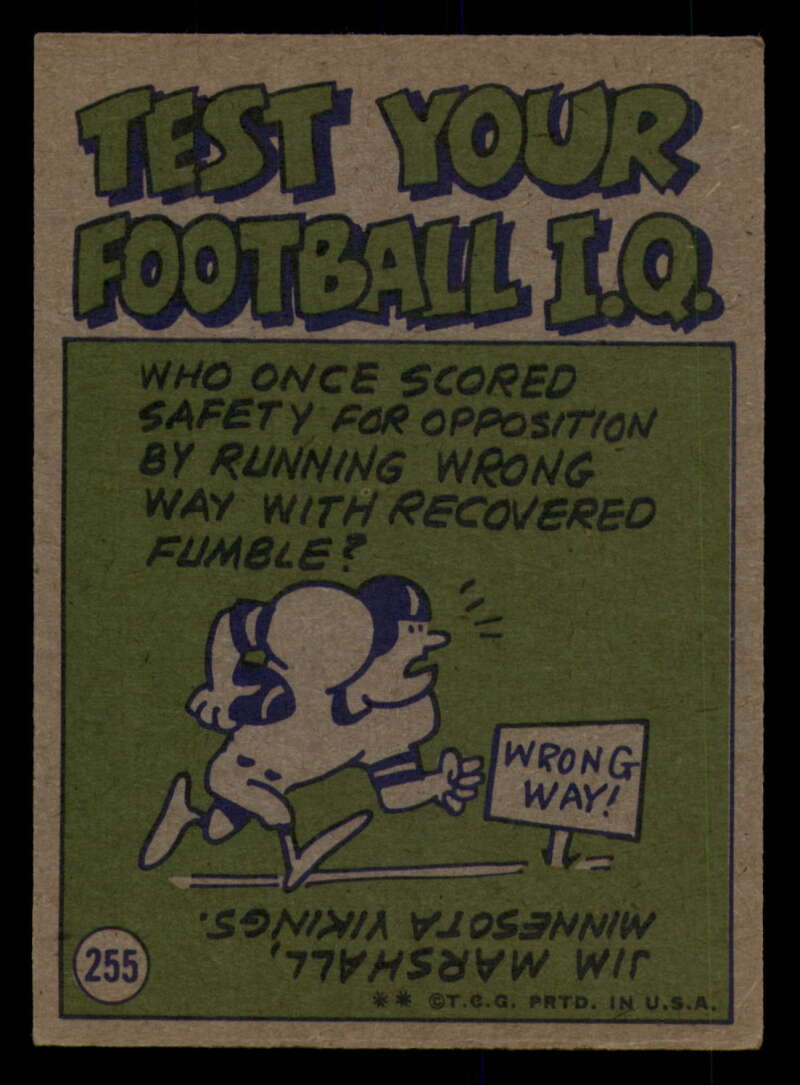 TEST YOUR
FOOTBALL I.Q.
WHO ONCE SCORED
SAFETY FOR OPPOSITION
BY RUNNING WRONG
WAY WITH RECOVERED
FUMBLE?
WRONG
WAY!
JIM MARSHALL,
MINNESOTA VIKINGS.
255
** ©T.C.G. PRTD. IN U.S.A.